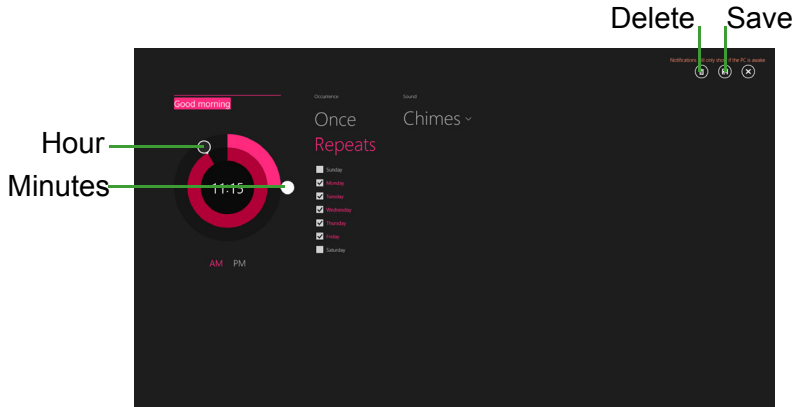 Delete Save
Notifications will only show if the PC is awake.
Good morning
Occurrence
Sound
Once
Chimes
Repeats
Hour
Minutes
11:15
Sunday
Monday
Tuesday
Wednesday
Thursday
Friday
Saturday
AM PM